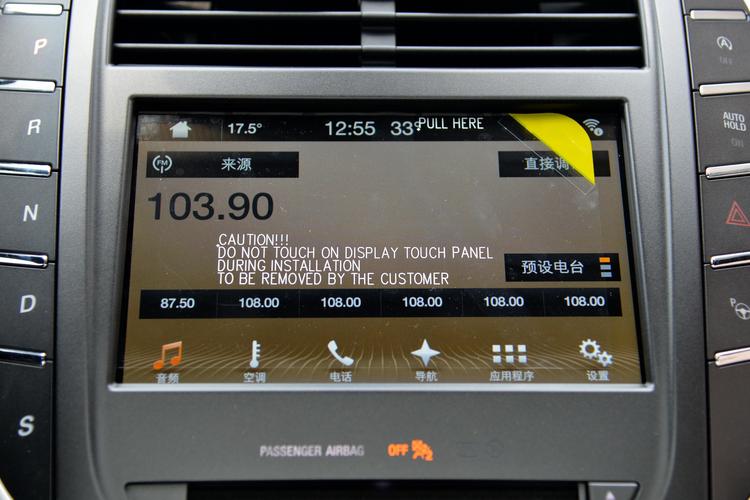 P
R
N
D
S
17.5°
12:55
33°
PULL HERE
FM
来源
直接调
103.90
CAUTION!!!
DO NOT TOUCH ON DISPLAY TOUCH PANEL
DURING INSTALLATION
TO BE REMOVED BY THE CUSTOMER
预设电台
87.50
108.00
108.00
108.00
108.00
108.00
音频
空调
电话
导航
应用程序
设置
PASSENGER AIRBAG
OFF
A
OFF
AUTO
HOLD
ON
P